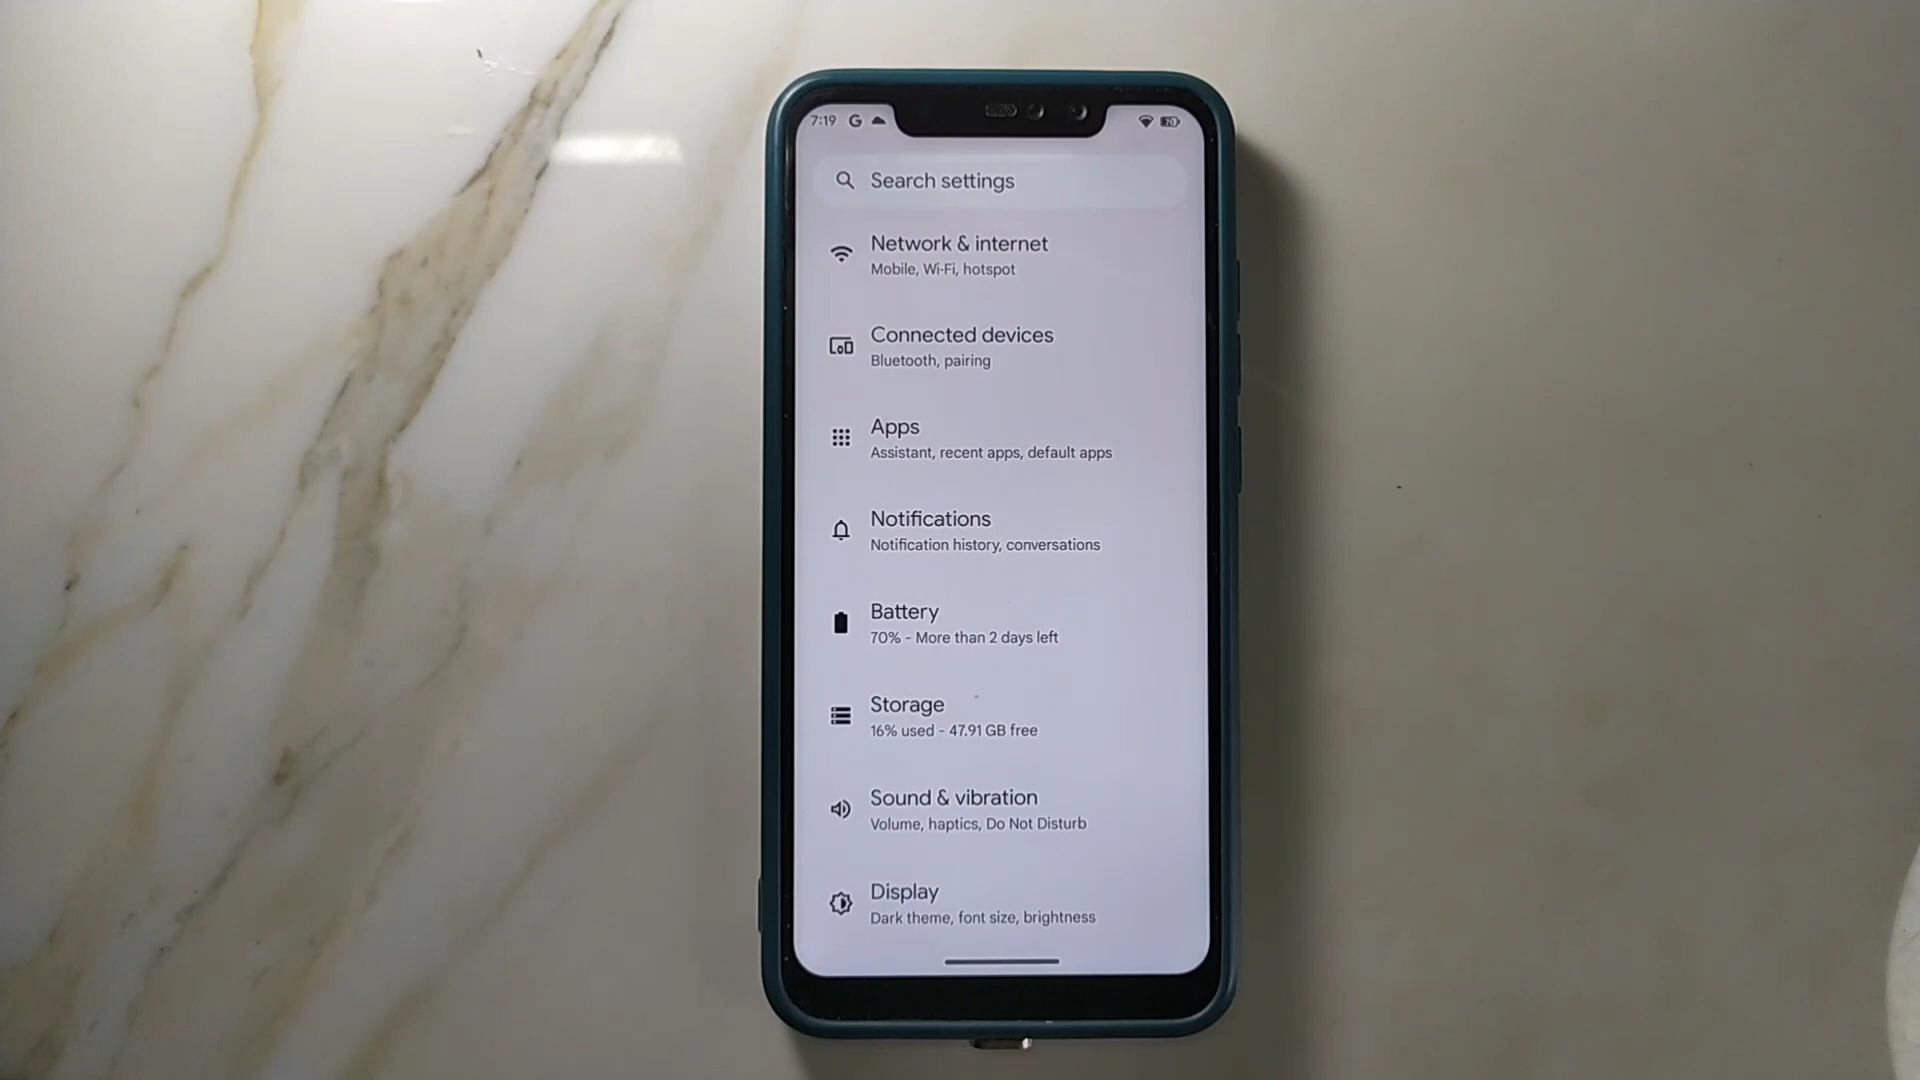 7:19 G
Search settings
Network & internet
Mobile, Wi-Fi, hotspot
Connected devices
Bluetooth, pairing
Apps
Assistant, recent apps, default apps
Notifications
Notification history, conversations
Battery
70% - More than 2 days left
Storage
16% used - 47.91 GB free
Sound & vibration
Volume, haptics, Do Not Disturb
Display
Dark theme, font size, brightness